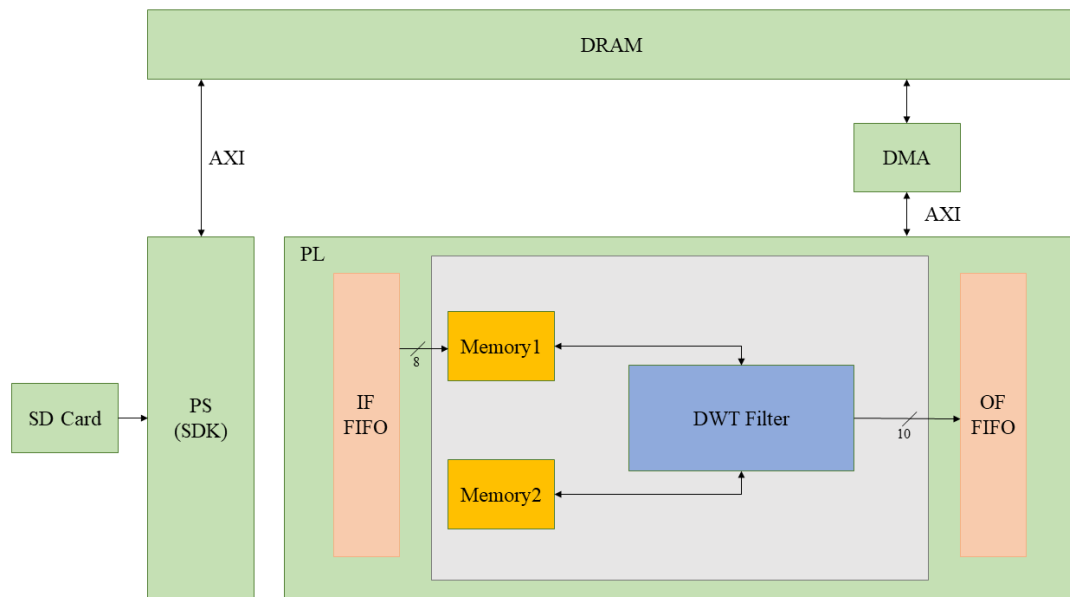 DRAM
AXI
DMA
AXI
PL
Memory1
8
IF
FIFO
DWT Filter
10
OF
FIFO
SD Card
PS
(SDK)
Memory2